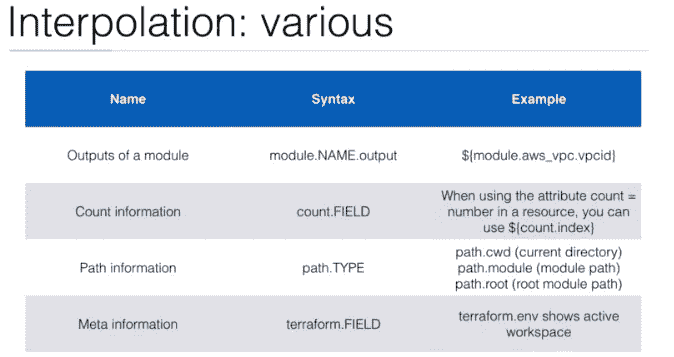 Interpolation: various
Name Syntax Example
Outputs of a module module.NAME.output ${module.aws_vpc.vpcid}
Count information count.FIELD When using the attribute count =
number in a resource, you can
use ${count.index}
Path information path.TYPE path.cwd (current directory)
path.module (module path)
path.root (root module path)
Meta information terraform.FIELD terraform.env shows active
workspace